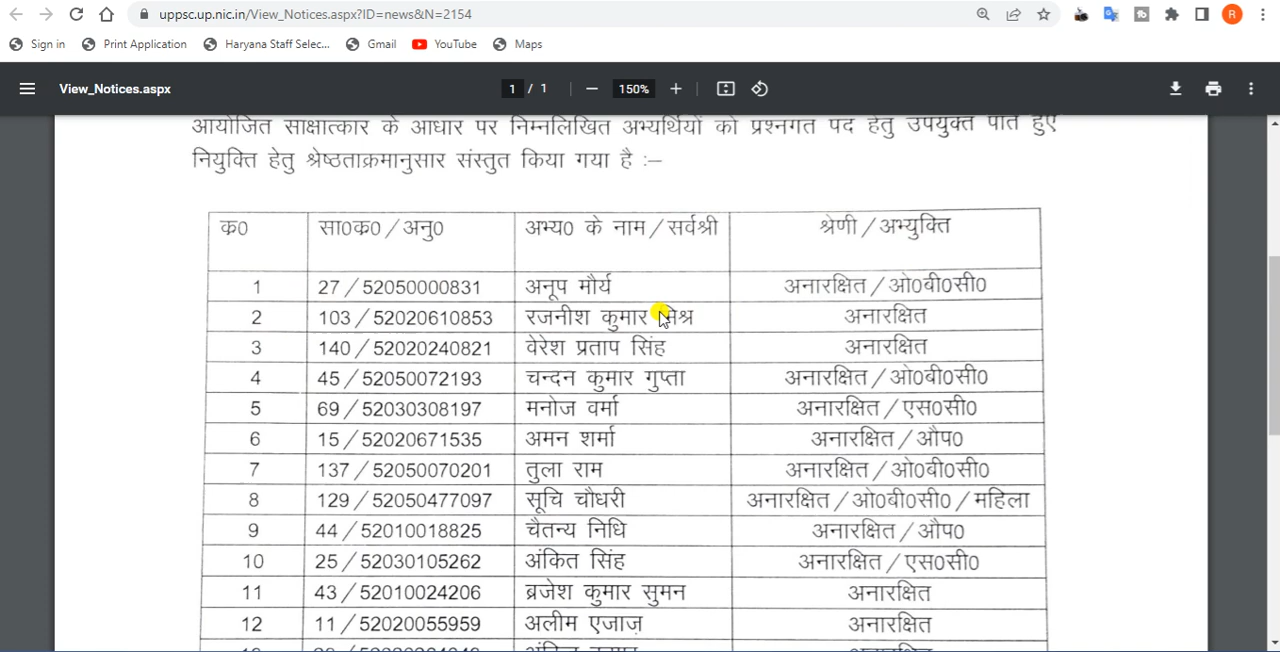 uppsc.up.nic.in/View_Notices.aspx?ID=news&N=2154
R
Sign in Print Application Haryana Staff Selec... Gmail YouTube Maps
View_Notices.aspx 1 / 1 150%
आयोजित साक्षात्कार के आधार पर निम्नलिखित अभ्यर्थियों को प्रश्नगत पद हेतु उपयुक्त पाते हुए
नियुक्ति हेतु श्रेष्ठताक्रमानुसार संस्तुत किया गया है :–
क0 सा0क0/अनु0 अभ्य0 के नाम/सर्वश्री श्रेणी/अभ्युक्ति
1 27/52050000831 अनूप मौर्य अनारक्षित/ओ0बी0सी0
2 103/52020610853 रजनीश कुमार मिश्र अनारक्षित
3 140/52020240821 वेरेश प्रताप सिंह अनारक्षित
4 45/52050072193 चन्दन कुमार गुप्ता अनारक्षित/ओ0बी0सी0
5 69/52030308197 मनोज वर्मा अनारक्षित/एस0सी0
6 15/52020671535 अमन शर्मा अनारक्षित/औप0
7 137/52050070201 तुला राम अनारक्षित/ओ0बी0सी0
8 129/52050477097 सूचि चौधरी अनारक्षित/ओ0बी0सी0/महिला
9 44/52010018825 चैतन्य निधि अनारक्षित/औप0
10 25/52030105262 अंकित सिंह अनारक्षित/एस0सी0
11 43/52010024206 ब्रजेश कुमार सुमन अनारक्षित
12 11/52020055959 अलीम एजाज़ अनारक्षित